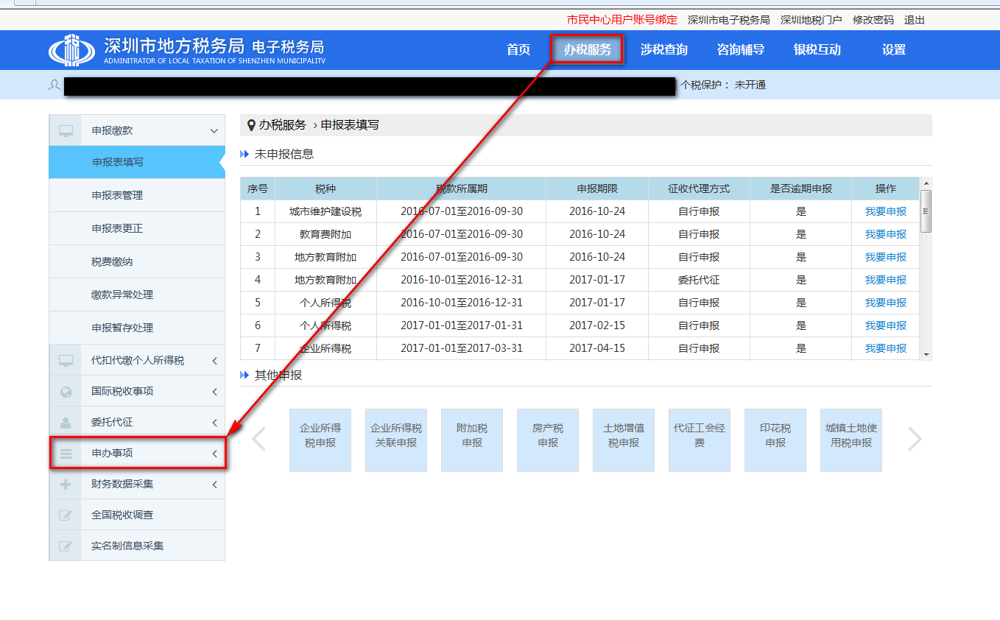 市民中心用户账号绑定 深圳市电子税务局 深圳地税门户 修改密码 退出
深圳市地方税务局 电子税务局
ADMINITRATOR OF LOCAL TAXATION OF SHENZHEN MUNICIPALITY
首页 办税服务 涉税查询 咨询辅导 银税互动 设置
个税保护： 未开通
申报缴款
申报表填写
申报表管理
申报表更正
税费缴纳
缴款异常处理
申报暂存处理
代扣代缴个人所得税
国际税收事项
委托代征
申办事项
财务数据采集
全国税收调查
实名制信息采集
办税服务 › 申报表填写
未申报信息
序号 税种 税款所属期 申报期限 征收代理方式 是否逾期申报 操作
1 城市维护建设税 2016-07-01至2016-09-30 2016-10-24 自行申报 是 我要申报
2 教育费附加 2016-07-01至2016-09-30 2016-10-24 自行申报 是 我要申报
3 地方教育附加 2016-07-01至2016-09-30 2016-10-24 自行申报 是 我要申报
4 地方教育附加 2016-10-01至2016-12-31 2017-01-17 委托代征 是 我要申报
5 个人所得税 2016-10-01至2016-12-31 2017-01-17 自行申报 是 我要申报
6 个人所得税 2017-01-01至2017-01-31 2017-02-15 自行申报 是 我要申报
7 企业所得税 2017-01-01至2017-03-31 2017-04-15 自行申报 是 我要申报
其他申报
企业所得
税申报
企业所得税
关联申报
附加税
申报
房产税
申报
土地增值
税申报
代征工会经
费
印花税
申报
城镇土地使
用税申报